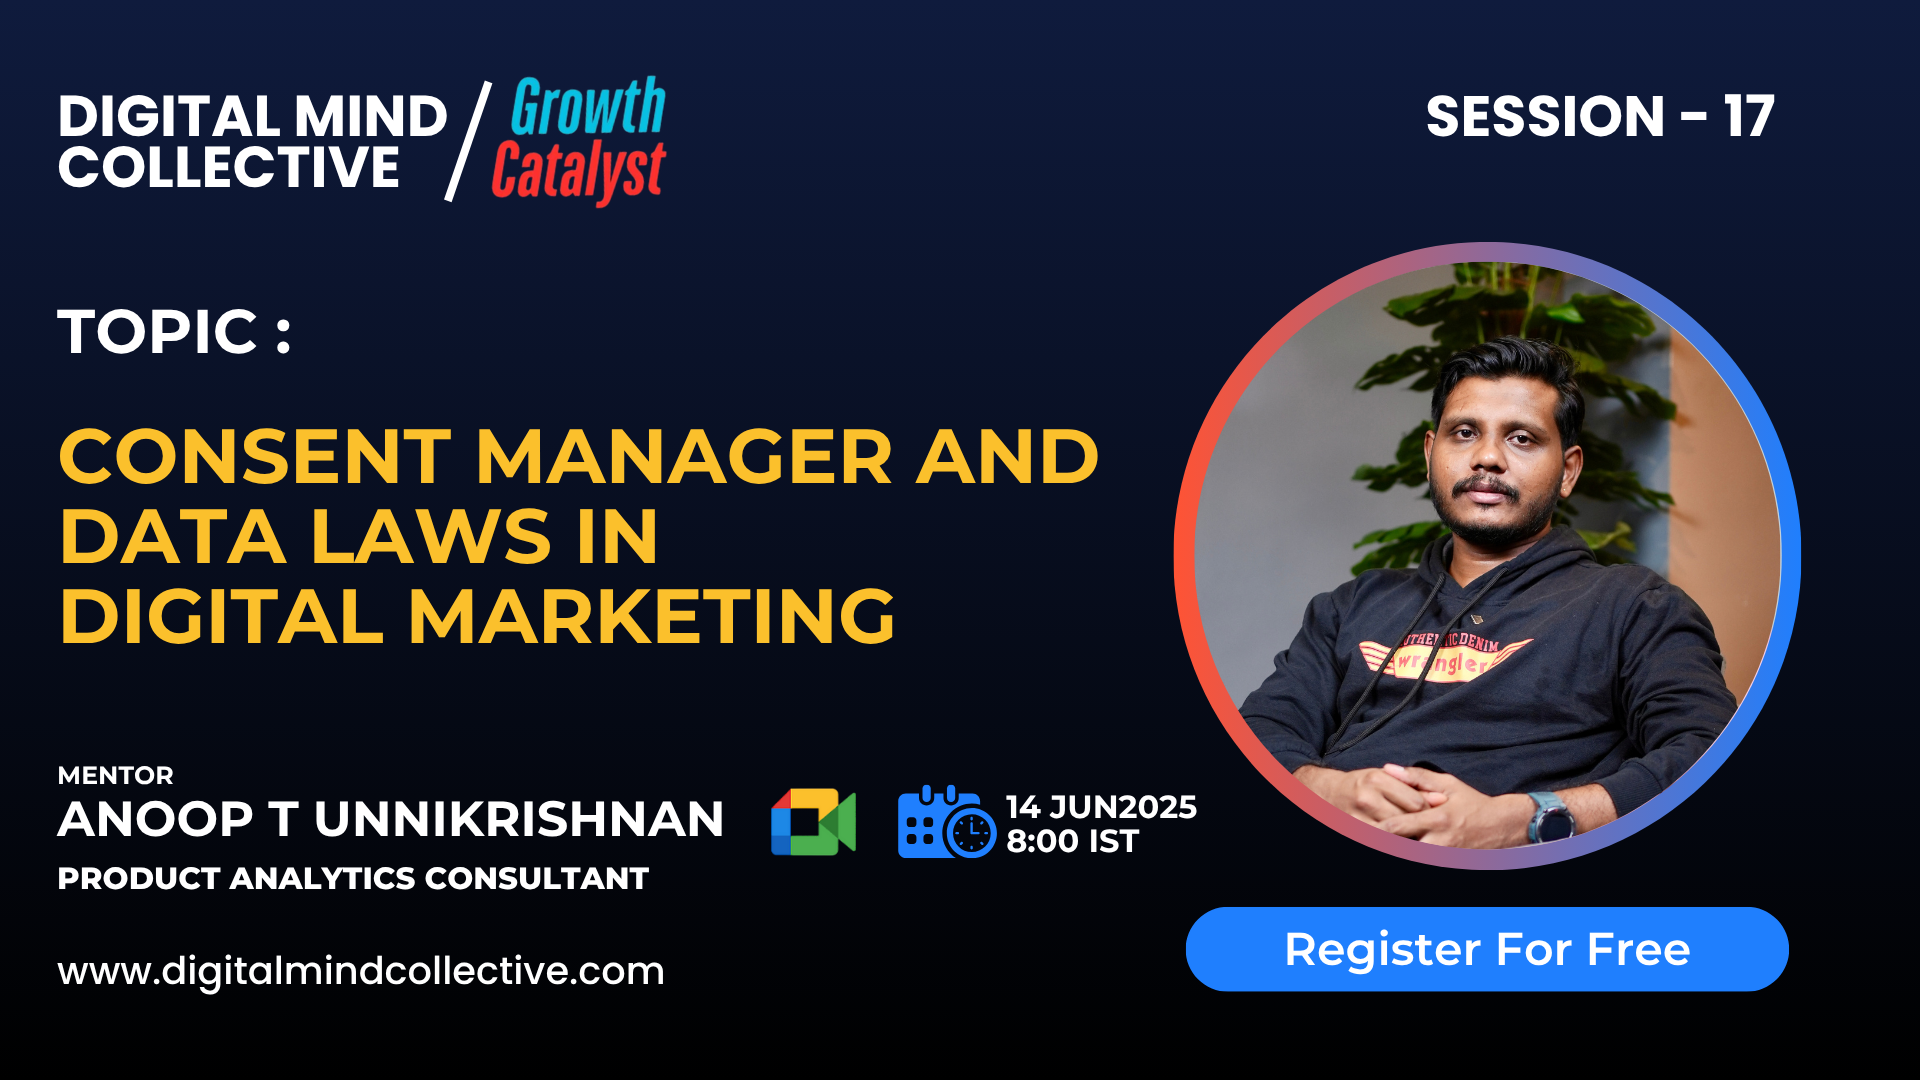 DIGITAL MIND
COLLECTIVE
Growth
Catalyst
SESSION - 17
TOPIC :
CONSENT MANAGER AND
DATA LAWS IN
DIGITAL MARKETING
wrangler
MENTOR
ANOOP T UNNIKRISHNAN
PRODUCT ANALYTICS CONSULTANT
14 JUN2025
8:00 IST
www.digitalmindcollective.com
Register For Free